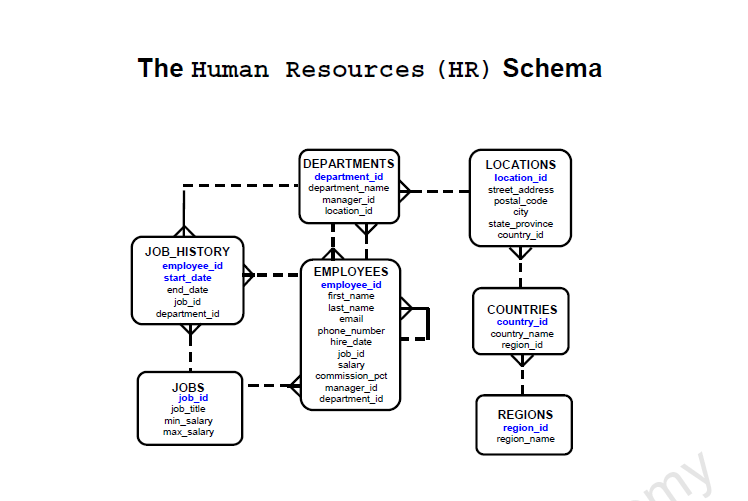 The Human Resources (HR) Schema
DEPARTMENTS
department_id
department_name
manager_id
location_id
LOCATIONS
location_id
street_address
postal_code
city
state_province
country_id
JOB_HISTORY
employee_id
start_date
end_date
job_id
department_id
EMPLOYEES
employee_id
first_name
last_name
email
phone_number
hire_date
job_id
salary
commission_pct
manager_id
department_id
COUNTRIES
country_id
country_name
region_id
JOBS
job_id
job_title
min_salary
max_salary
REGIONS
region_id
region_name